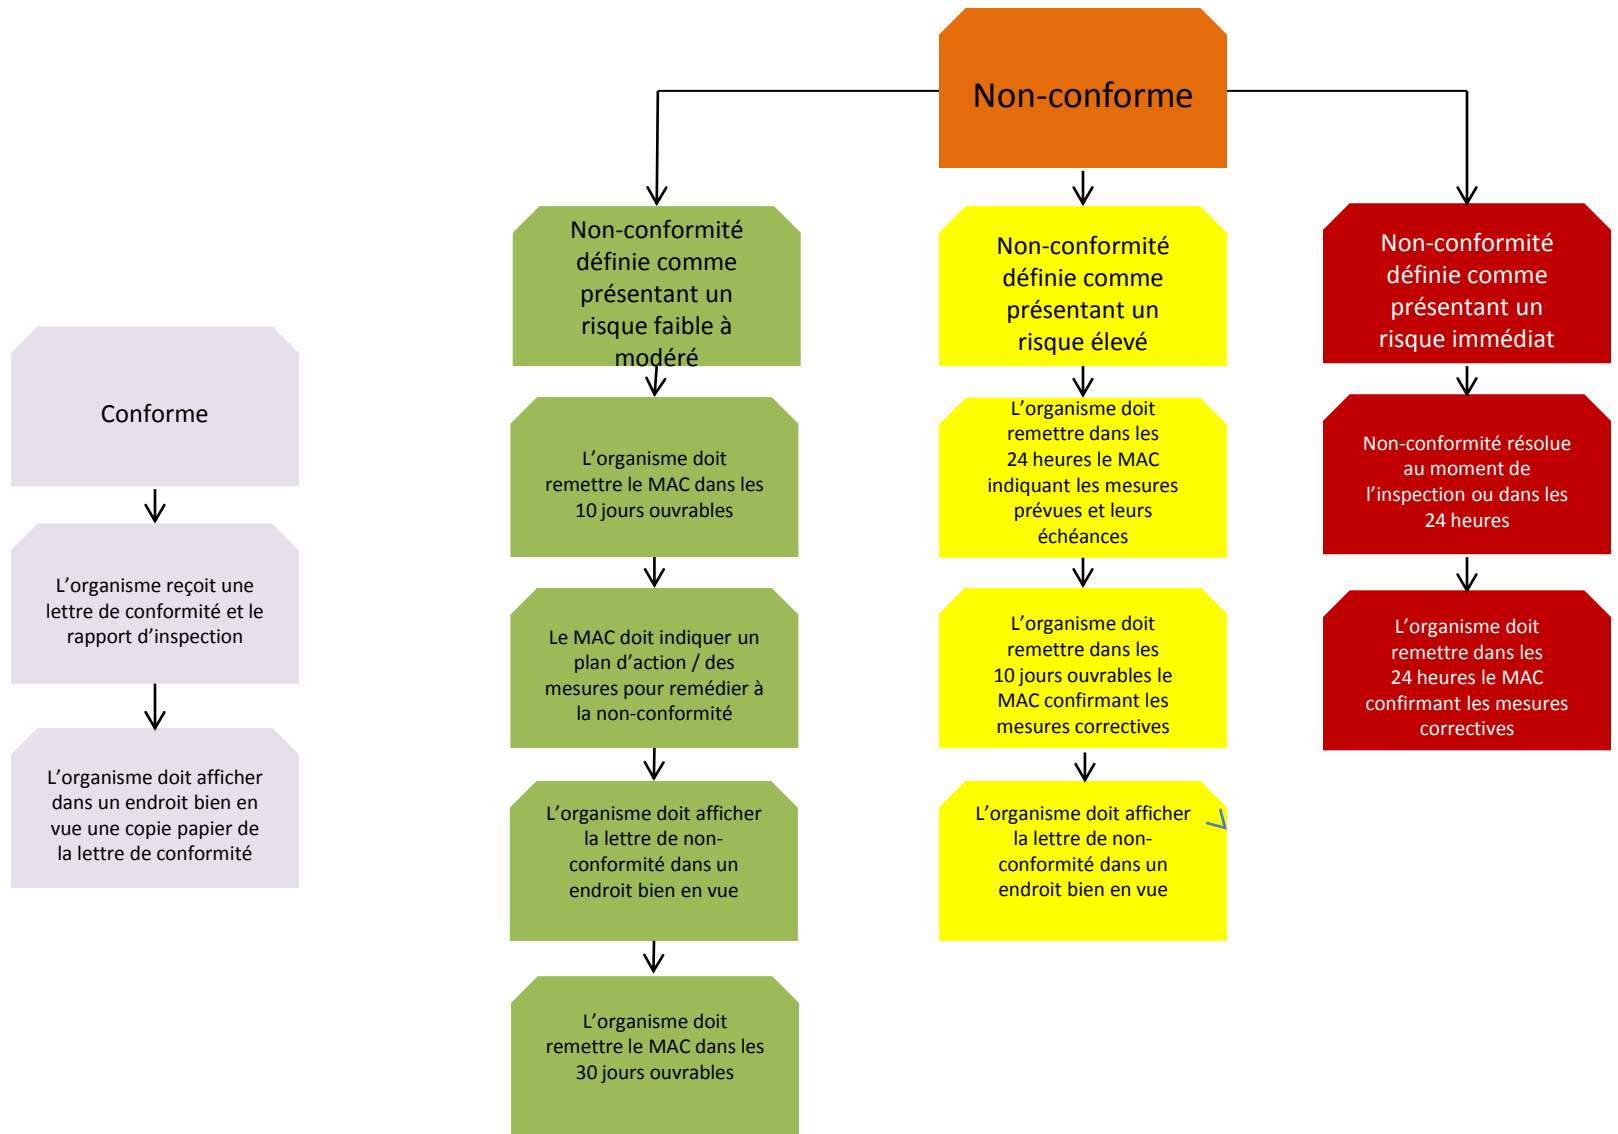 Non-conforme
Conforme
L’organisme reçoit une
lettre de conformité et le
rapport d’inspection
L’organisme doit afficher
dans un endroit bien en
vue une copie papier de
la lettre de conformité
Non-conformité
définie comme
présentant un
risque faible à
modéré
L’organisme doit
remettre le MAC dans les
10 jours ouvrables
Le MAC doit indiquer un
plan d’action / des
mesures pour remédier à
la non-conformité
L’organisme doit afficher
la lettre de non-
conformité dans un
endroit bien en vue
L’organisme doit
remettre le MAC dans les
30 jours ouvrables
Non-conformité
définie comme
présentant un
risque élevé
L’organisme doit
remettre dans les
24 heures le MAC
indiquant les mesures
prévues et leurs
échéances
L’organisme doit
remettre dans les
10 jours ouvrables le
MAC confirmant les
mesures correctives
L’organisme doit afficher
la lettre de non-
conformité dans un
endroit bien en vue
Non-conformité
définie comme
présentant un
risque immédiat
Non-conformité résolue
au moment de
l’inspection ou dans les
24 heures
L’organisme doit
remettre dans les
24 heures le MAC
confirmant les mesures
correctives